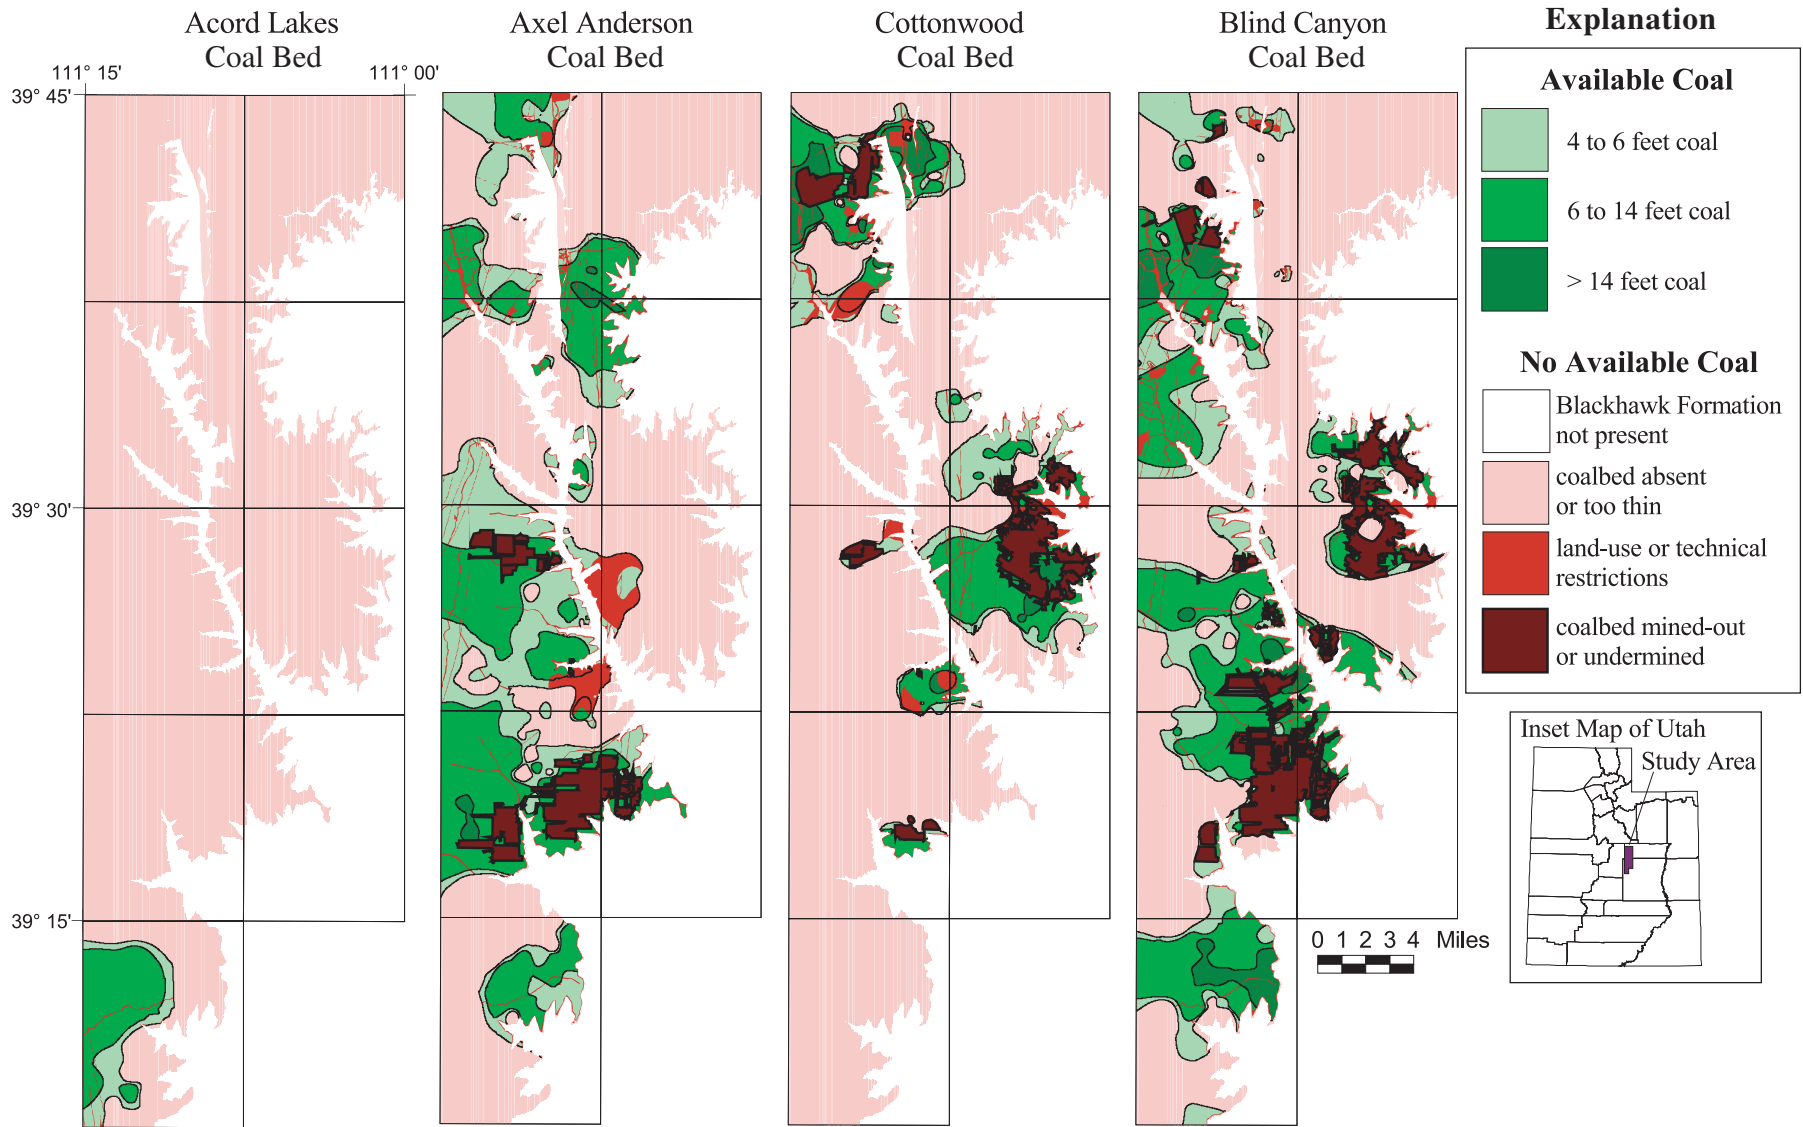 Acord Lakes
Coal Bed
Axel Anderson
Coal Bed
Cottonwood
Coal Bed
Blind Canyon
Coal Bed
111° 15'
111° 00'
39° 45'
39° 30'
39° 15'
Explanation
Available Coal
4 to 6 feet coal
6 to 14 feet coal
> 14 feet coal
No Available Coal
Blackhawk Formation
not present
coalbed absent
or too thin
land-use or technical
restrictions
coalbed mined-out
or undermined
Inset Map of Utah
Study Area
0 1 2 3 4 Miles